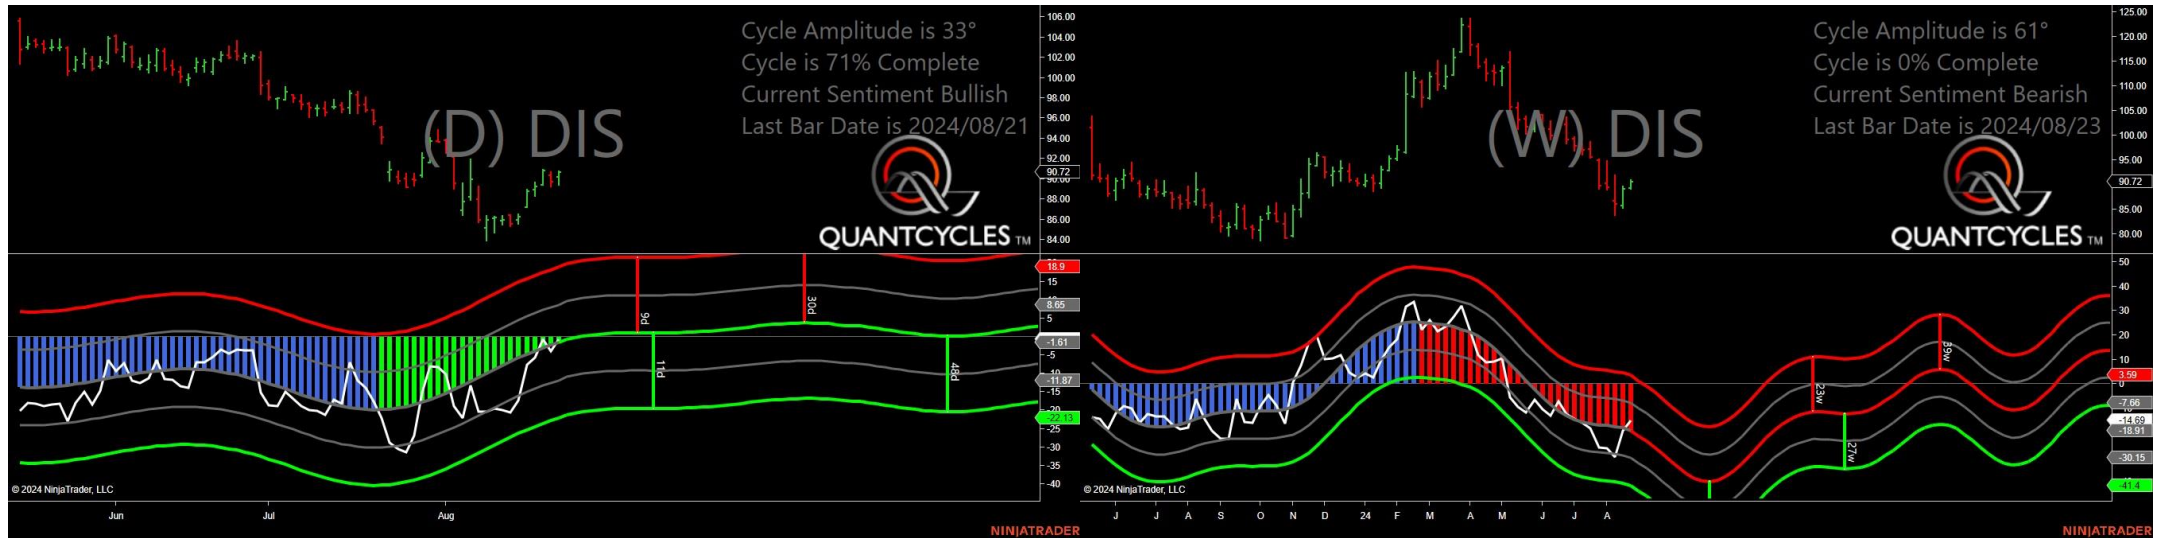 Cycle Amplitude is 33°
Cycle is 71% Complete
Current Sentiment Bullish
Last Bar Date is 2024/08/21
(D) DIS
QUANTCYCLES TM
106.00
104.00
102.00
100.00
98.00
96.00
94.00
92.00
90.72
90.00
88.00
86.00
84.00
18.9
15
8.65
5
-1.61
-5
-11.87
-15
-20
-22.13
-25
-30
-35
-40
9d
11d
30d
48d
© 2024 NinjaTrader, LLC
Jun
Jul
Aug
NINJATRADER
Cycle Amplitude is 61°
Cycle is 0% Complete
Current Sentiment Bearish
Last Bar Date is 2024/08/23
(W) DIS
QUANTCYCLES TM
125.00
120.00
115.00
110.00
105.00
100.00
95.00
90.72
85.00
80.00
50
40
30
20
10
3.59
0
-7.66
-14.69
-18.91
-30.15
-41.4
23w
27w
39w
© 2024 NinjaTrader, LLC
J
J
A
S
O
N
D
24
F
M
A
M
J
J
A
NINJATRADER